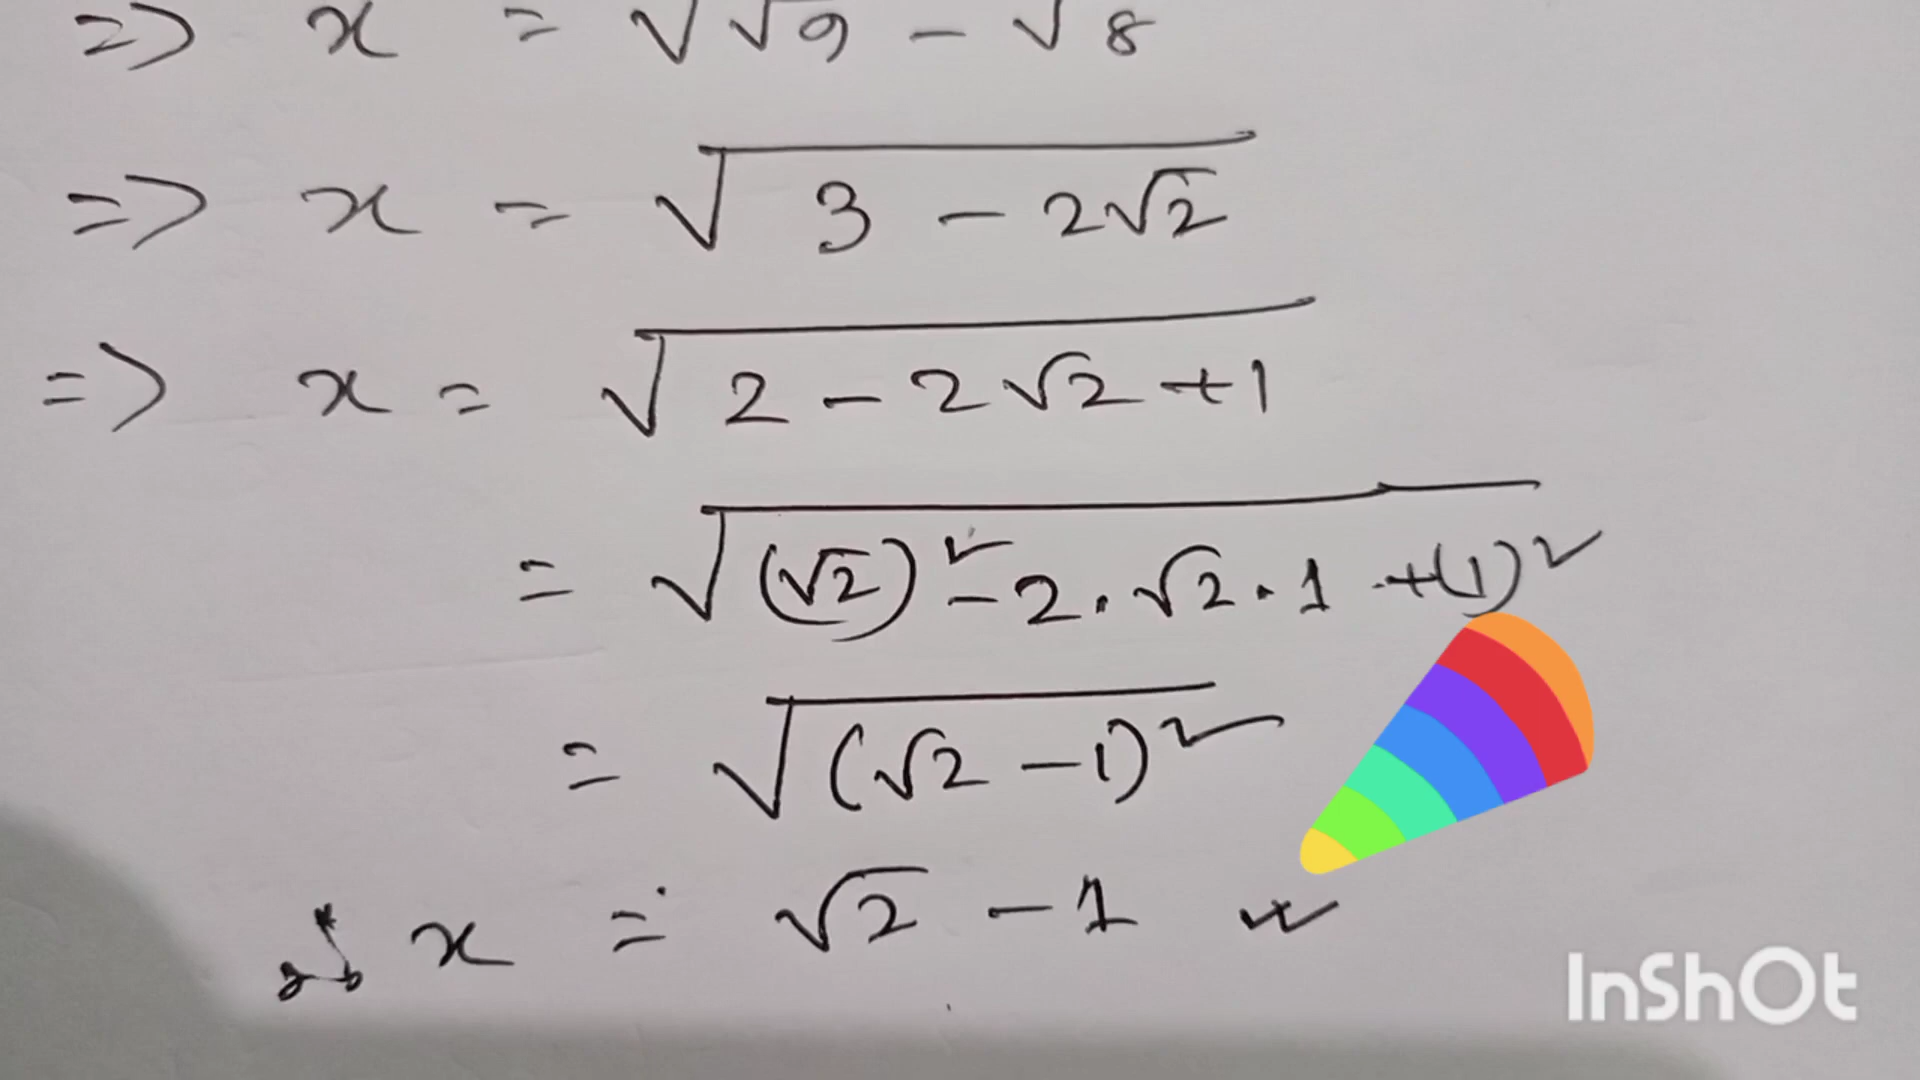 => x = √√9 - √8
=> x = √3 - 2√2
=> x = √2 - 2√2 + 1
= √(√2)² - 2.√2.1 + (1)²
= √(√2 - 1)²
x = √2 - 1
InShOt